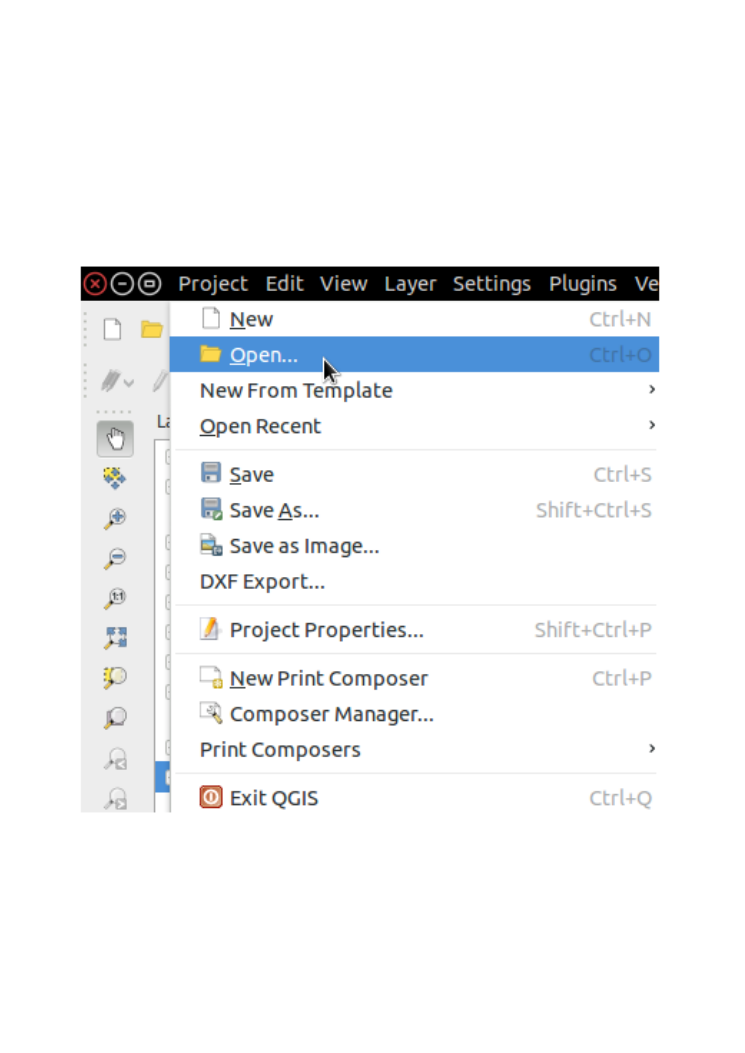 Project Edit View Layer Settings Plugins Ve
New Ctrl+N
Open... Ctrl+O
New From Template
La
Open Recent
Save Ctrl+S
Save As... Shift+Ctrl+S
Save as Image...
DXF Export...
1:1
Project Properties... Shift+Ctrl+P
New Print Composer Ctrl+P
Composer Manager...
Print Composers
Exit QGIS Ctrl+Q